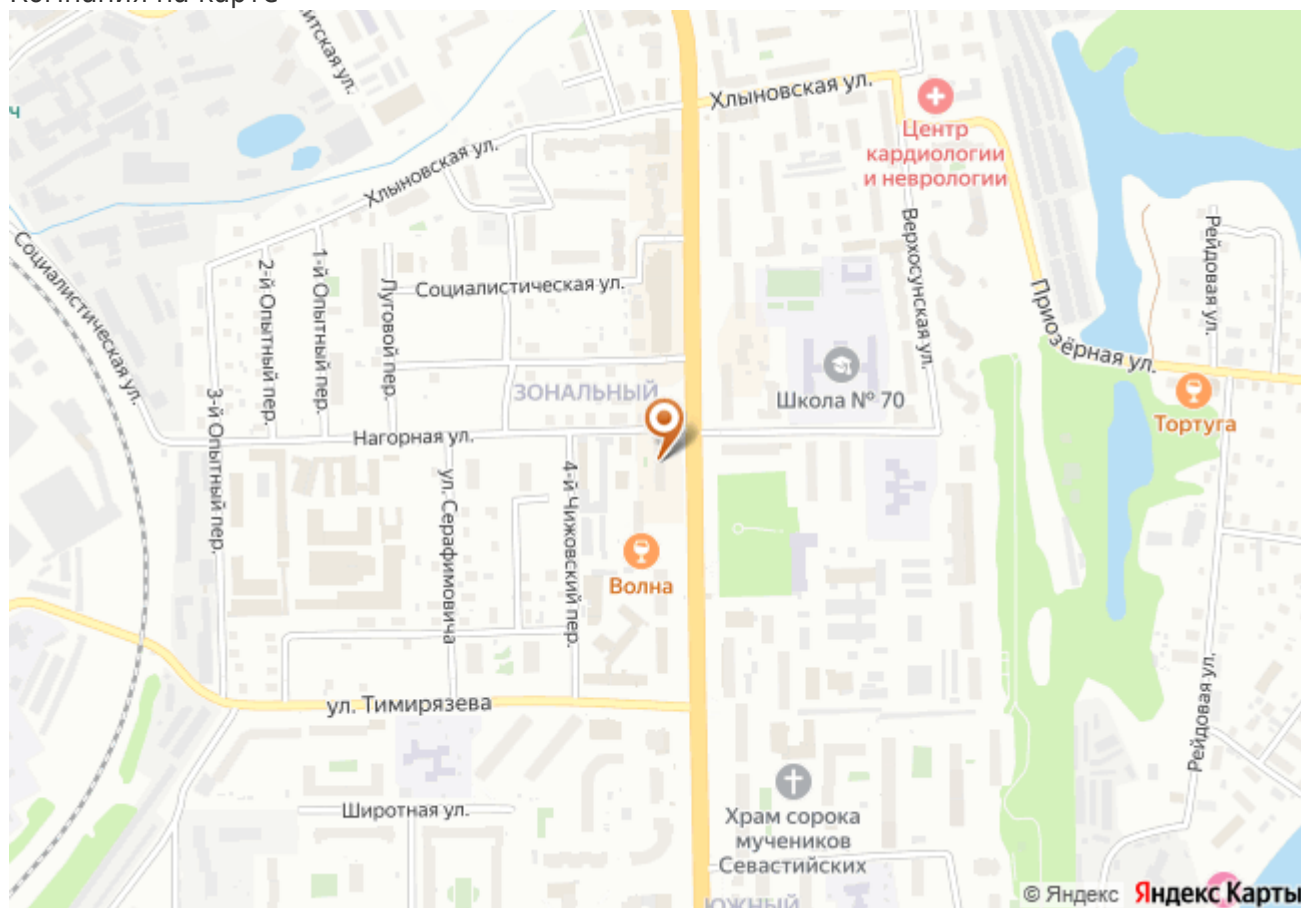 Компания на карте
Хлыновская ул.
Центр
кардиологии
и неврологии
Хлыновская ул.
Верхосунская ул.
Рейдовая ул.
Социалистическая ул.
2-й Опытный пер.
1-й Опытный пер.
Луговой пер.
Социалистическая ул.
Приозёрная ул.
3-й Опытный пер.
ЗОНАЛЬНЫЙ
Школа № 70
Тортуга
Нагорная ул.
ул. Серафимовича
4-й Чижовский пер.
Волна
ул. Тимирязева
Рейдовая ул.
Широтная ул.
Храм сорока
мучеников
Севастийских
ЮЖНЫЙ
© Яндекс Яндекс Карты